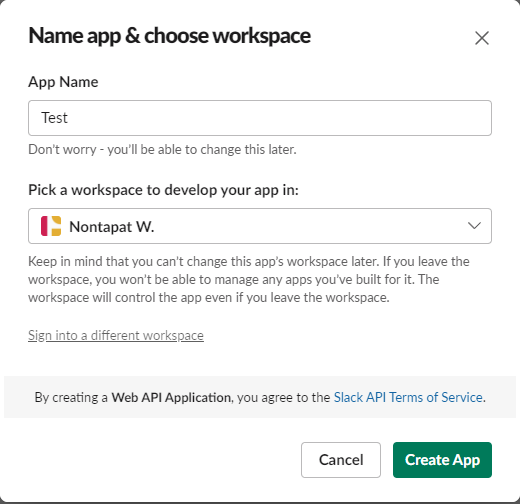 Name app & choose workspace
App Name
Test
Don't worry - you'll be able to change this later.
Pick a workspace to develop your app in:
Nontapat W.
Keep in mind that you can't change this app's workspace later. If you leave the
workspace, you won't be able to manage any apps you've built for it. The
workspace will control the app even if you leave the workspace.
Sign into a different workspace
By creating a Web API Application, you agree to the Slack API Terms of Service.
Cancel
Create App